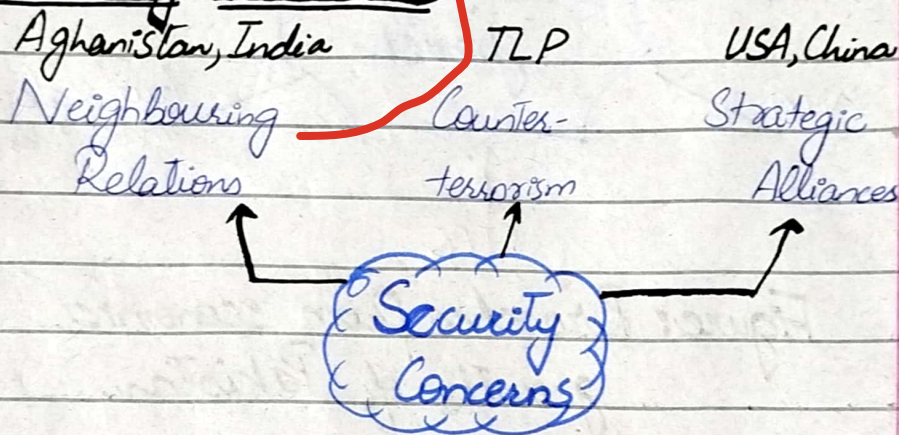 Aghanistan, India TLP USA, China
Neighbouring Counter- Strategic
Relations terrorism Alliances
Security
Concerns